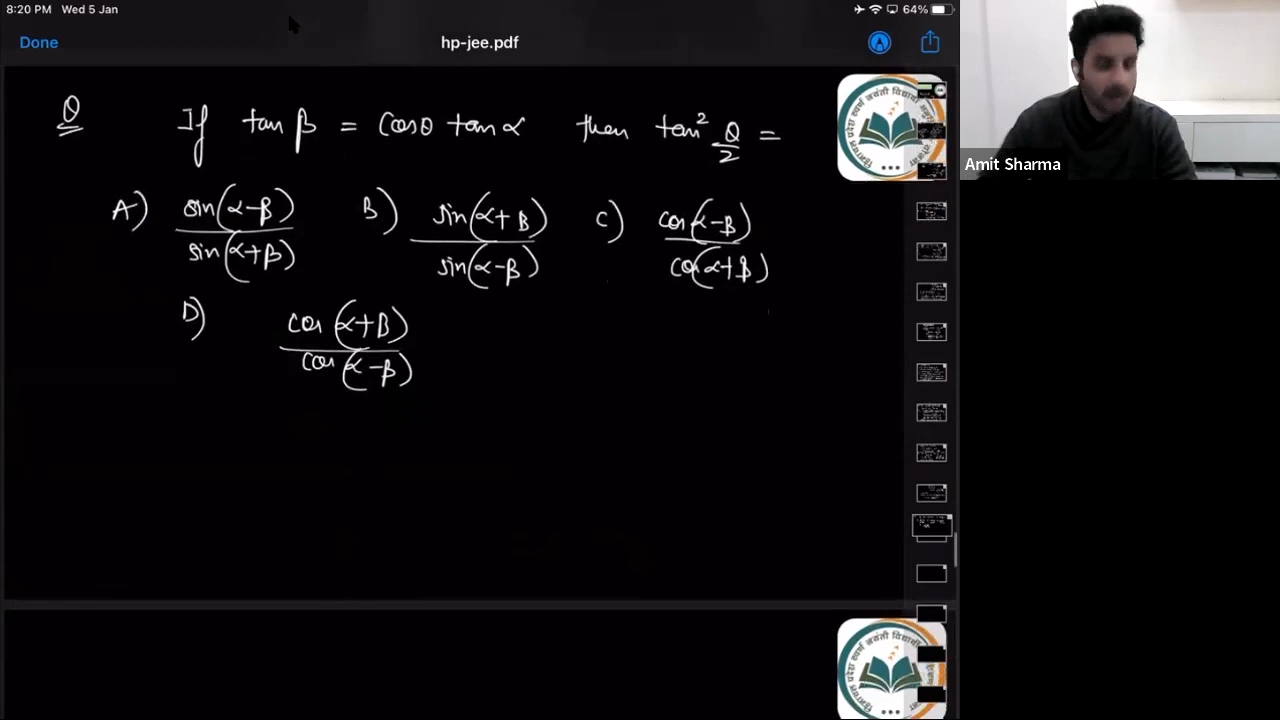 8:20 PM Wed 5 Jan
64%
Done
hp-jee.pdf
Q If tan β = cosθ tan α then tan² θ/2 =
A) sin(α-β)/sin(α+β) B) sin(α+β)/sin(α-β) C) cos(α-β)/cos(α+β)
D) cos(α+β)/cos(α-β)
Amit Sharma